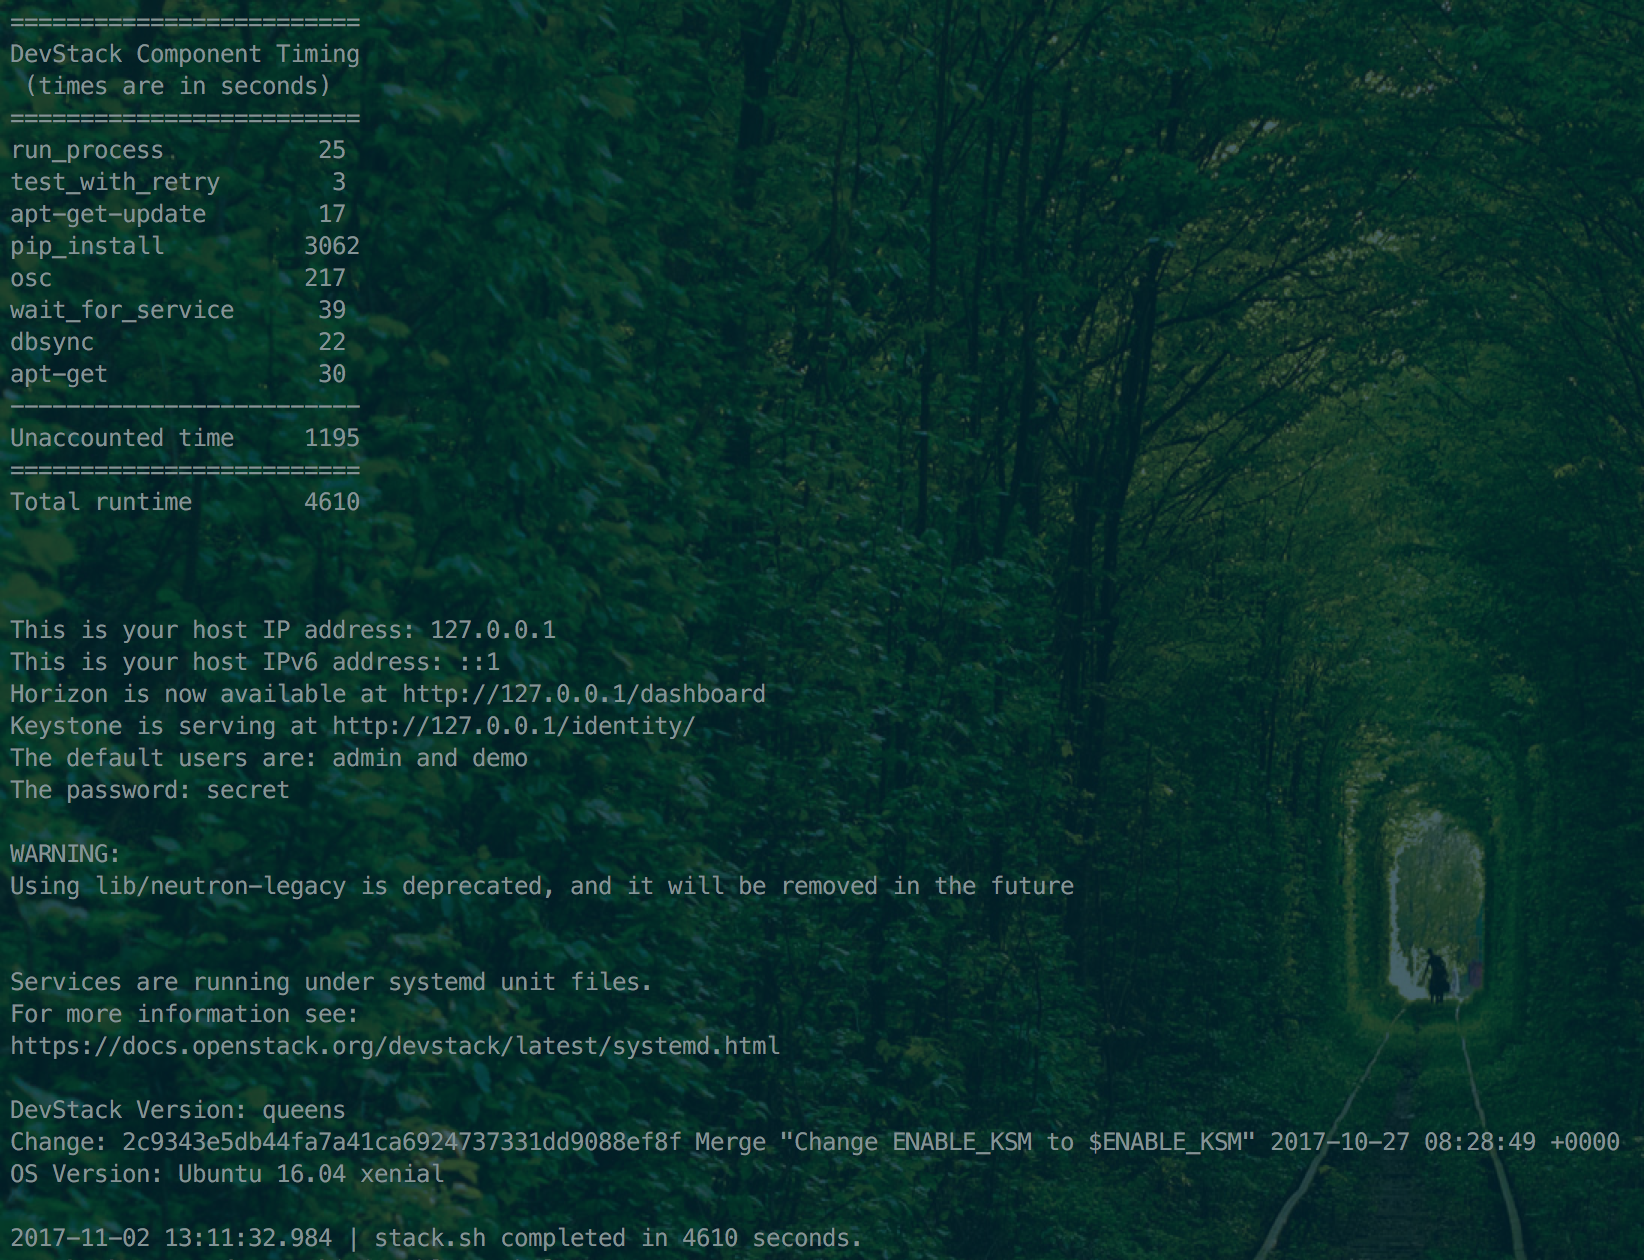 =========================
DevStack Component Timing
 (times are in seconds)
=========================
run_process           25
test_with_retry        3
apt-get-update        17
pip_install          3062
osc                  217
wait_for_service      39
dbsync                22
apt-get               30
-------------------------
Unaccounted time     1195
=========================
Total runtime        4610
This is your host IP address: 127.0.0.1
This is your host IPv6 address: ::1
Horizon is now available at http://127.0.0.1/dashboard
Keystone is serving at http://127.0.0.1/identity/
The default users are: admin and demo
The password: secret
WARNING:
Using lib/neutron-legacy is deprecated, and it will be removed in the future
Services are running under systemd unit files.
For more information see:
https://docs.openstack.org/devstack/latest/systemd.html
DevStack Version: queens
Change: 2c9343e5db44fa7a41ca6924737331dd9088ef8f Merge "Change ENABLE_KSM to $ENABLE_KSM" 2017-10-27 08:28:49 +0000
OS Version: Ubuntu 16.04 xenial
2017-11-02 13:11:32.984 | stack.sh completed in 4610 seconds.